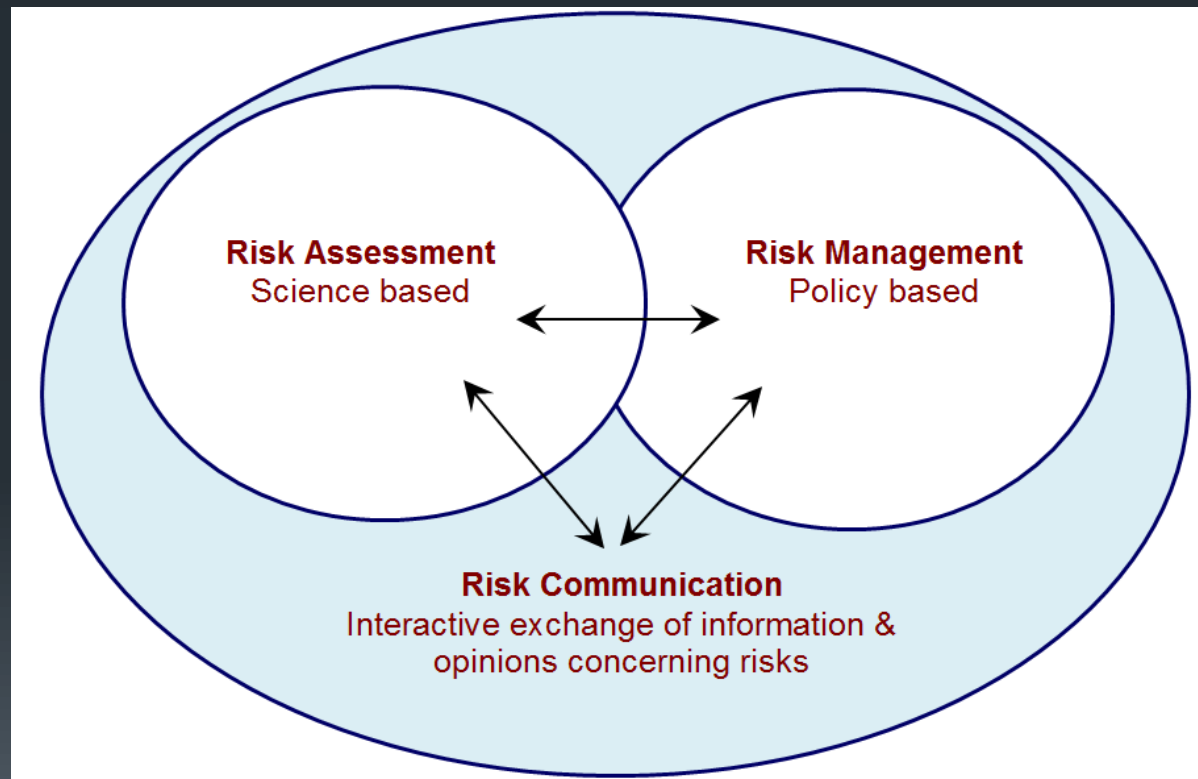 Risk Assessment
Science based
Risk Management
Policy based
Risk Communication
Interactive exchange of information &
opinions concerning risks